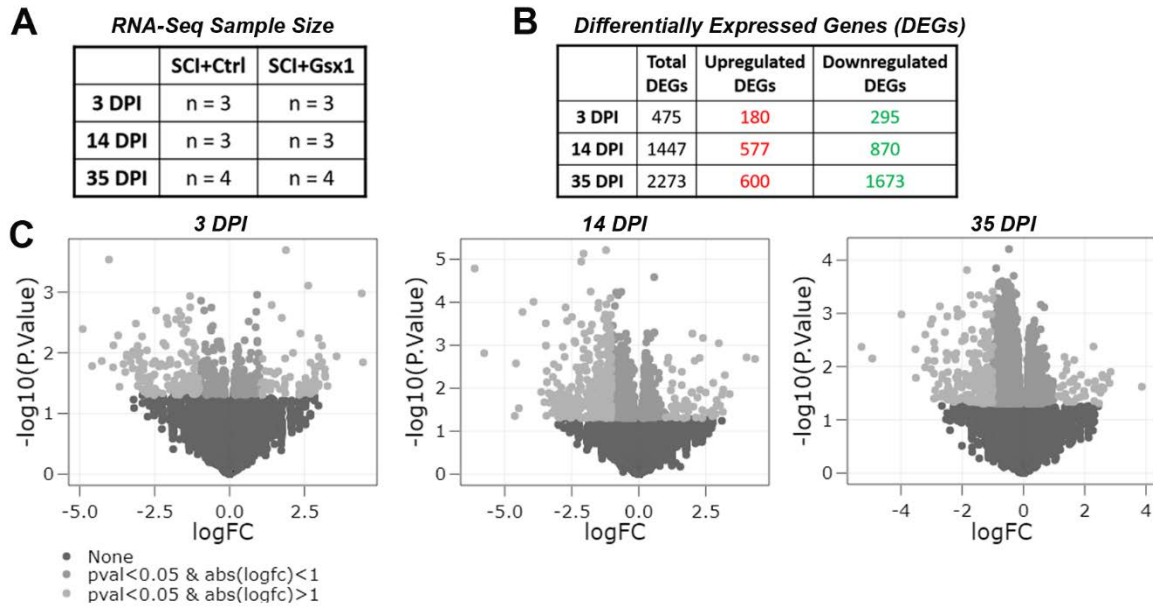 A RNA-Seq Sample Size
SCI+Ctrl SCI+Gsx1
3 DPI n = 3 n = 3
14 DPI n = 3 n = 3
35 DPI n = 4 n = 4
B Differentially Expressed Genes (DEGs)
Total DEGs Upregulated DEGs Downregulated DEGs
3 DPI 475 180 295
14 DPI 1447 577 870
35 DPI 2273 600 1673
C
3 DPI
-log10(P.Value)
3
2
1
0
-5.0 -2.5 0.0 2.5
logFC
14 DPI
-log10(P.Value)
5
4
3
2
1
0
-5.0 -2.5 0.0 2.5
logFC
35 DPI
-log10(P.Value)
4
3
2
1
0
-4 -2 0 2 4
logFC
None
pval<0.05 & abs(logfc)<1
pval<0.05 & abs(logfc)>1